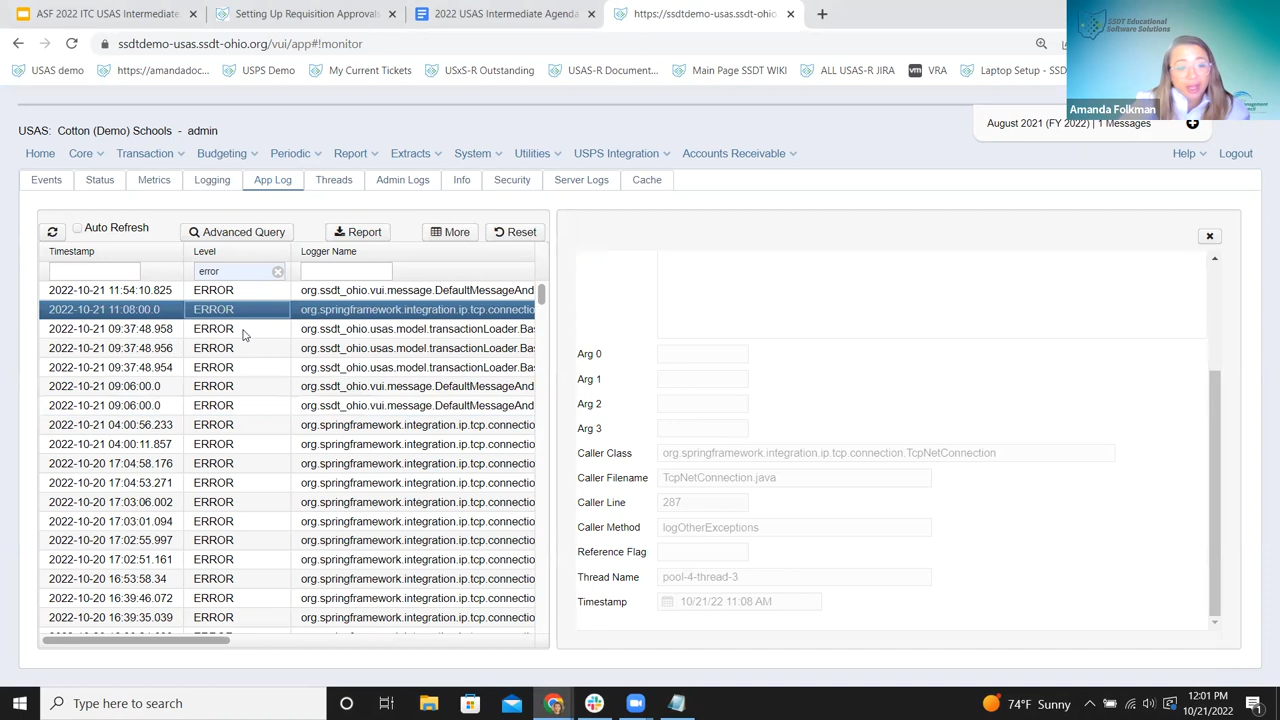 ASF 2022 ITC USAS Intermediate
Setting Up Requisition Approvals
2022 USAS Intermediate Agenda
https://ssdtdemo-usas.ssdt-ohio.
ssdtdemo-usas.ssdt-ohio.org/vui/app#!monitor
USAS demo
https://amandadoc...
USPS Demo
My Current Tickets
USxS-R Outstanding
USAS-R Document...
Main Page SSDT WIKI
ALL USAS-R JIRA
vm VRA
Laptop Setup - SSD
SSDT Educational
Software Solutions
Amanda Folkman
USAS: Cotton (Demo) Schools - admin
August 2021 (FY 2022) | 1 Messages
Home Core Transaction Budgeting Periodic Report Extracts System Utilities USPS Integration Accounts Receivable Help Logout
Events Status Metrics Logging App Log Threads Admin Logs Info Security Server Logs Cache
Auto Refresh Advanced Query Report More Reset
Timestamp Level Logger Name
error
2022-10-21 11:54:10.825 ERROR org.ssdt_ohio.vui.message.DefaultMessageAnd
2022-10-21 11:08:00.0 ERROR org.springframework.integration.ip.tcp.connectio
2022-10-21 09:37:48.958 ERROR org.ssdt_ohio.usas.model.transactionLoader.Bas
2022-10-21 09:37:48.956 ERROR org.ssdt_ohio.usas.model.transactionLoader.Bas
2022-10-21 09:37:48.954 ERROR org.ssdt_ohio.usas.model.transactionLoader.Bas
2022-10-21 09:06:00.0 ERROR org.ssdt_ohio.vui.message.DefaultMessageAnd
2022-10-21 09:06:00.0 ERROR org.ssdt_ohio.vui.message.DefaultMessageAnd
2022-10-21 04:00:56.233 ERROR org.springframework.integration.ip.tcp.connectio
2022-10-21 04:00:11.857 ERROR org.springframework.integration.ip.tcp.connectio
2022-10-20 17:04:58.176 ERROR org.springframework.integration.ip.tcp.connectio
2022-10-20 17:04:53.271 ERROR org.springframework.integration.ip.tcp.connectio
2022-10-20 17:03:06.002 ERROR org.springframework.integration.ip.tcp.connectio
2022-10-20 17:03:01.094 ERROR org.springframework.integration.ip.tcp.connectio
2022-10-20 17:02:55.997 ERROR org.springframework.integration.ip.tcp.connectio
2022-10-20 17:02:51.161 ERROR org.springframework.integration.ip.tcp.connectio
2022-10-20 16:53:58.34 ERROR org.springframework.integration.ip.tcp.connectio
2022-10-20 16:39:46.072 ERROR org.springframework.integration.ip.tcp.connectio
2022-10-20 16:39:35.039 ERROR org.springframework.integration.ip.tcp.connectio
Arg 0
Arg 1
Arg 2
Arg 3
Caller Class org.springframework.integration.ip.tcp.connection.TcpNetConnection
Caller Filename TcpNetConnection.java
Caller Line 287
Caller Method logOtherExceptions
Reference Flag
Thread Name pool-4-thread-3
Timestamp 10/21/22 11:08 AM
Type here to search
74°F Sunny
12:01 PM
10/21/2022
1